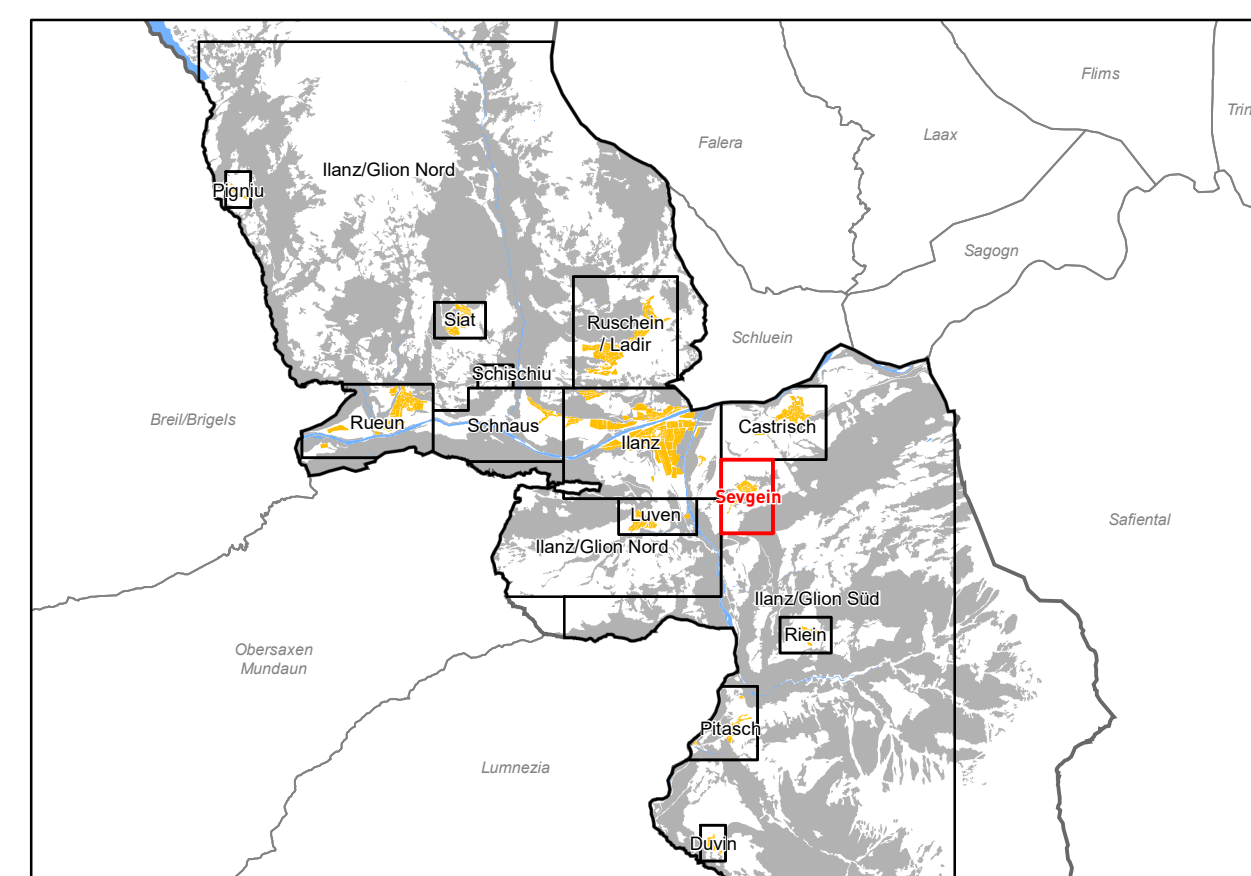 Flims
Trin
Falera
Laax
Ilanz/Glion Nord
Pigniu
Sagogn
Siat
Ruschein
/ Ladir
Schluein
Schischiu
Breil/Brigels
Rueun
Schnaus
Ilanz
Castrisch
Sevgein
Luven
Safiental
Ilanz/Glion Nord
Ilanz/Glion Süd
Riein
Obersaxen
Mundaun
Pitasch
Lumnezia
Duvin